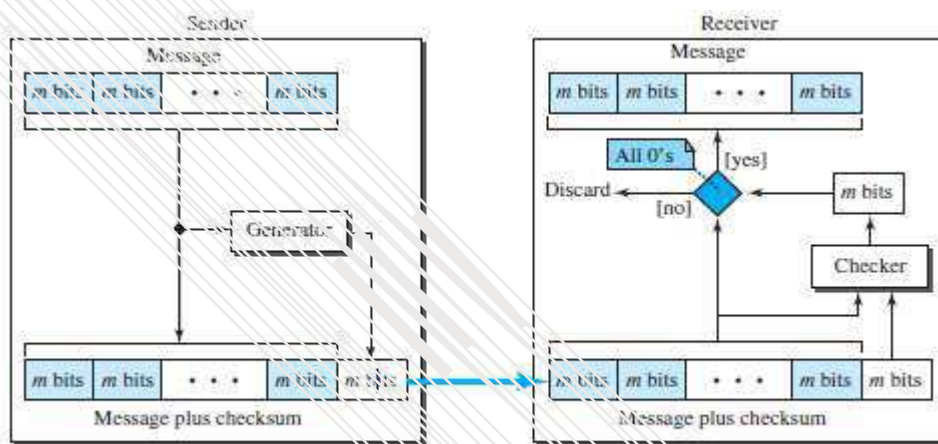 Sender
Message
m bits m bits • • • m bits
Generator
m bits m bits • • • m bits m bits
Message plus checksum
Receiver
Message
m bits m bits • • • m bits
All 0's
[yes]
Discard
[no]
m bits
Checker
m bits m bits • • • m bits m bits
Message plus checksum